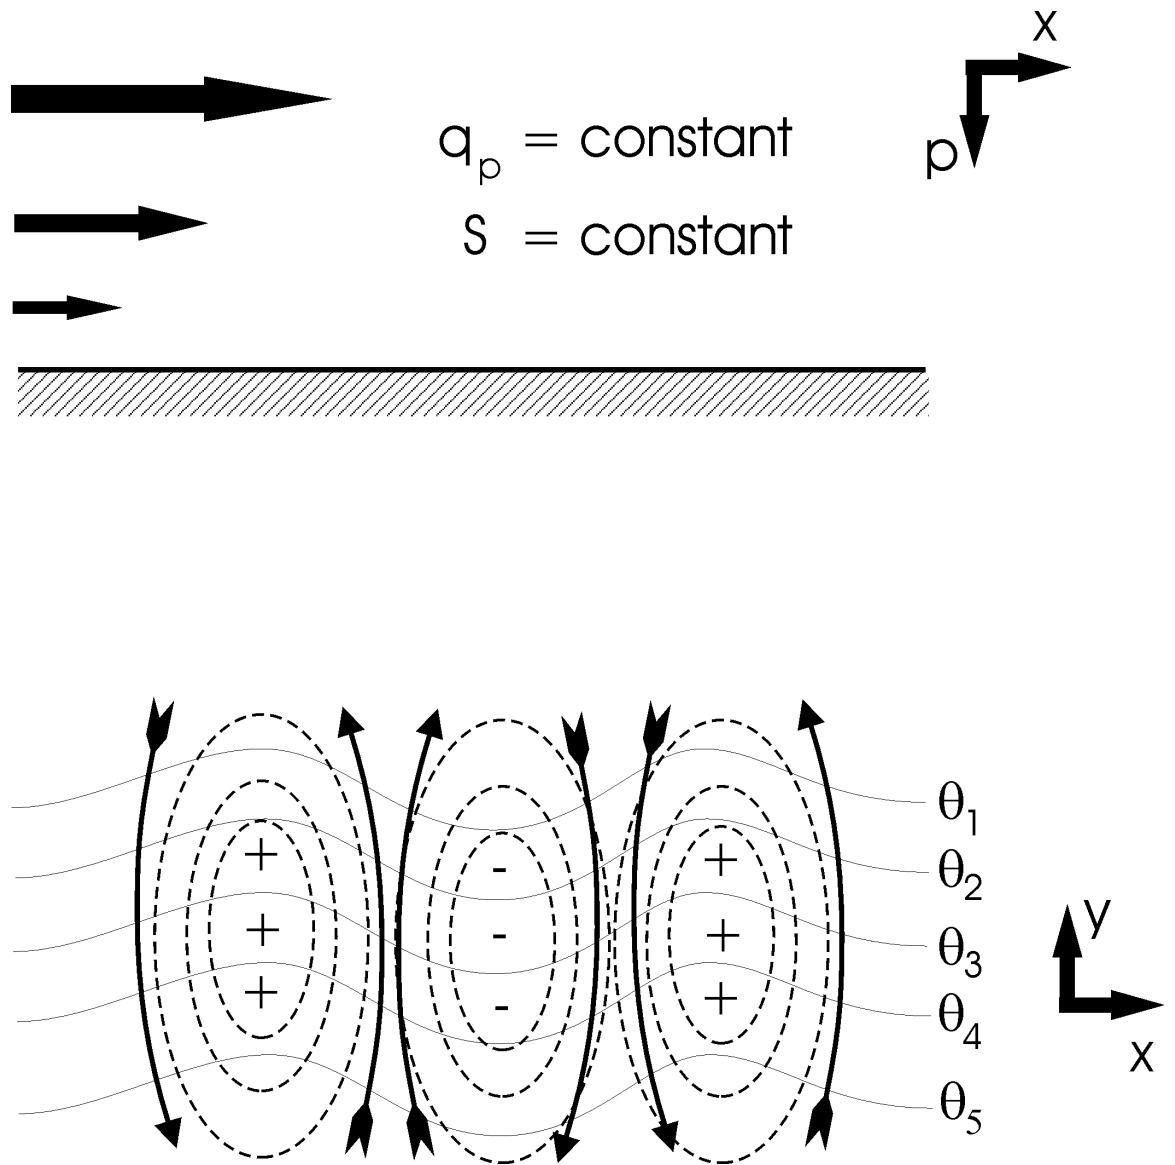 x
p
q_p = constant
S = constant
+ - +
+ - +
+ - +
θ1
θ2
θ3
θ4
θ5
y
x